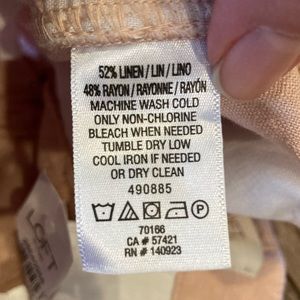 52% LINEN / LIN / LINO
48% RAYON / RAYONNE / RAYÓN
MACHINE WASH COLD
ONLY NON-CHLORINE
BLEACH WHEN NEEDED
TUMBLE DRY LOW
COOL IRON IF NEEDED
OR DRY CLEAN
490885
P
70166
CA # 57421
RN # 140923
LOFT